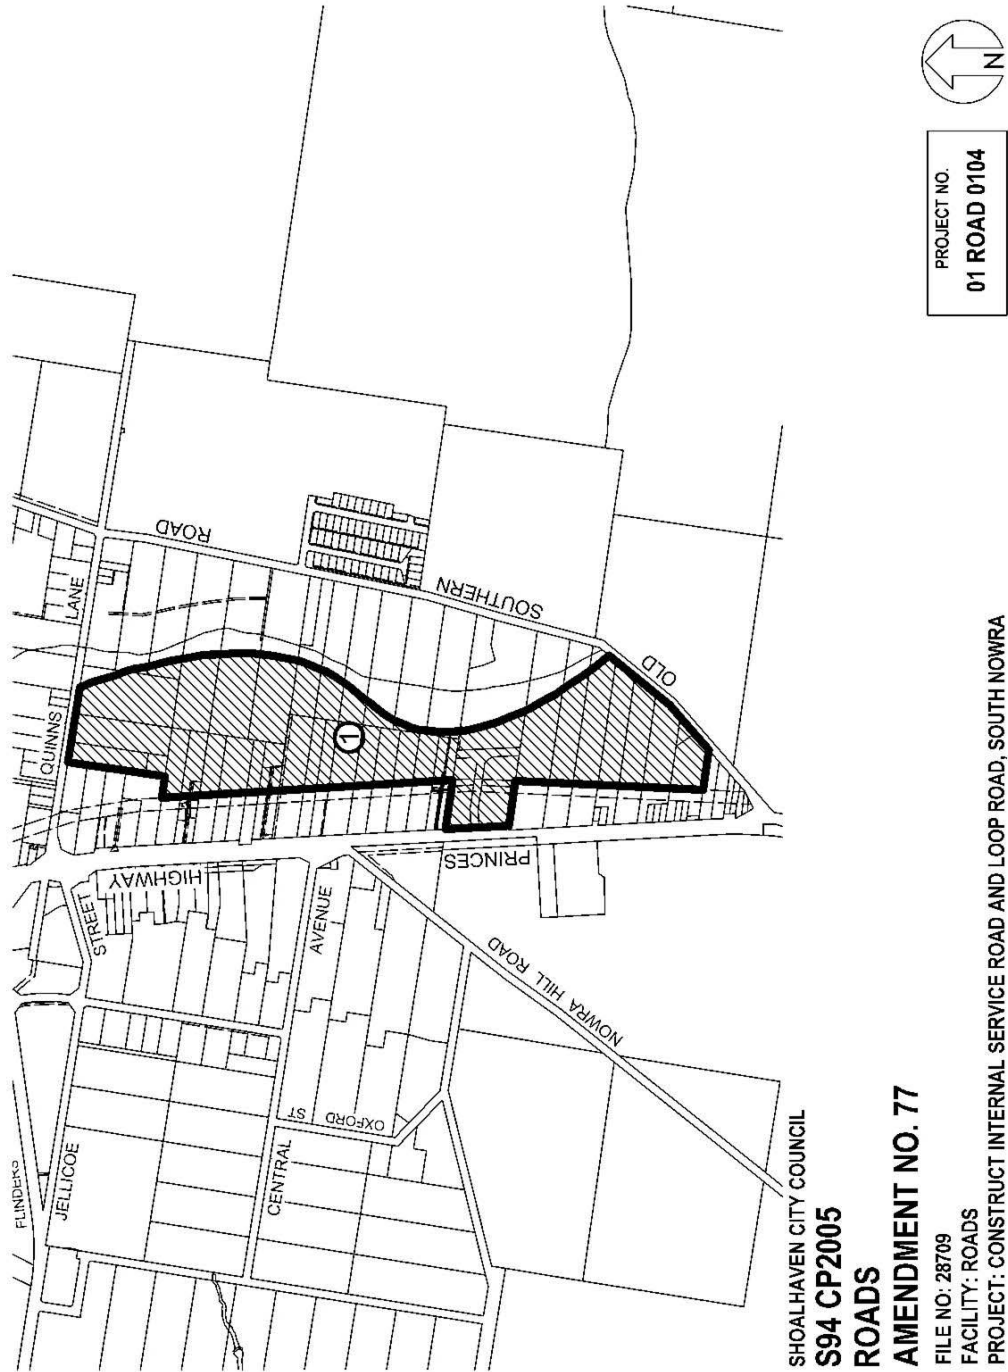 FLINDERS
JELLICOE
STREET
QUINNS
LANE
HIGHWAY
ROAD
CENTRAL
AVENUE
OXFORD ST
PRINCES
SOUTHERN
NOWRA HILL ROAD
OLD
1
SHOALHAVEN CITY COUNCIL
S94 CP2005
ROADS
AMENDMENT NO. 77
FILE NO: 28709
FACILITY: ROADS
PROJECT: CONSTRUCT INTERNAL SERVICE ROAD AND LOOP ROAD, SOUTH NOWRA
PROJECT NO.
01 ROAD 0104
N